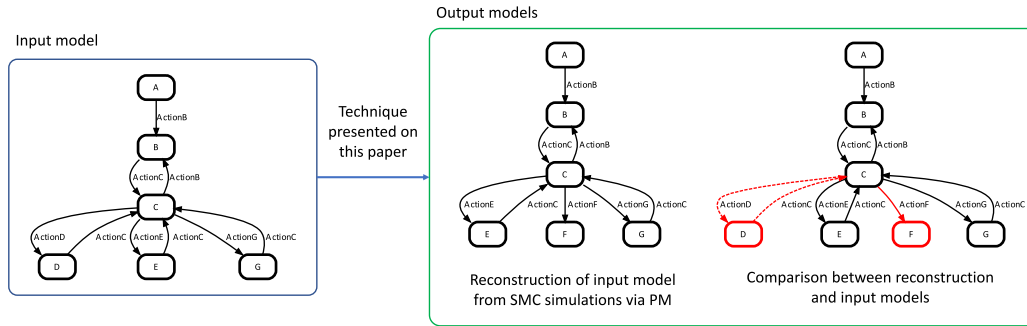 Output models
Input model
A
ActionB
B
ActionC
ActionB
C
ActionD
ActionC
ActionE
ActionC
ActionG
ActionC
D
E
G
Technique
presented on
this paper
A
ActionB
B
ActionC
ActionB
C
ActionE
ActionC
ActionF
ActionG
ActionC
E
F
G
Reconstruction of input model
from SMC simulations via PM
A
ActionB
B
ActionC
ActionB
C
ActionD
ActionC
ActionE
ActionC
ActionF
ActionG
ActionC
D
E
F
G
Comparison between reconstruction
and input models